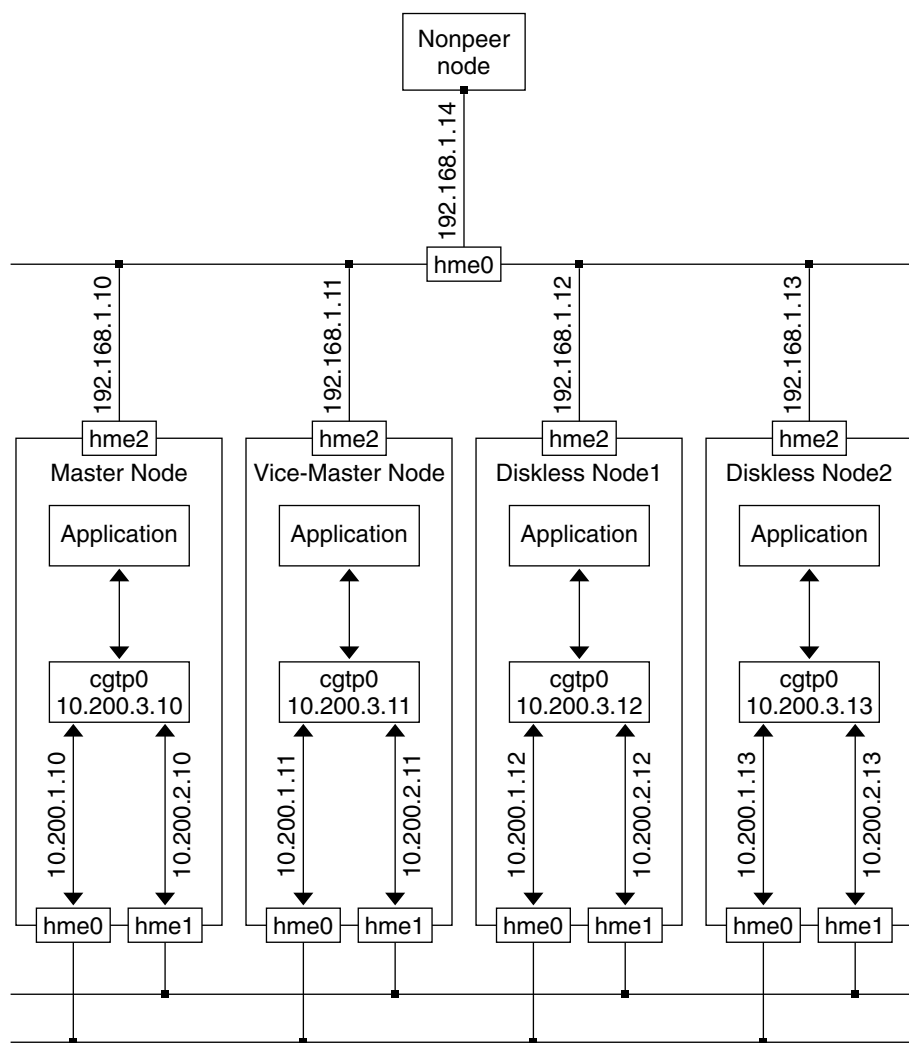 Nonpeer
node
192.168.1.14
hme0
192.168.1.10
192.168.1.11
192.168.1.12
192.168.1.13
hme2
hme2
hme2
hme2
Master Node
Vice-Master Node
Diskless Node1
Diskless Node2
Application
Application
Application
Application
cgtp0
10.200.3.10
cgtp0
10.200.3.11
cgtp0
10.200.3.12
cgtp0
10.200.3.13
10.200.1.10
10.200.2.10
10.200.1.11
10.200.2.11
10.200.1.12
10.200.2.12
10.200.1.13
10.200.2.13
hme0
hme1
hme0
hme1
hme0
hme1
hme0
hme1